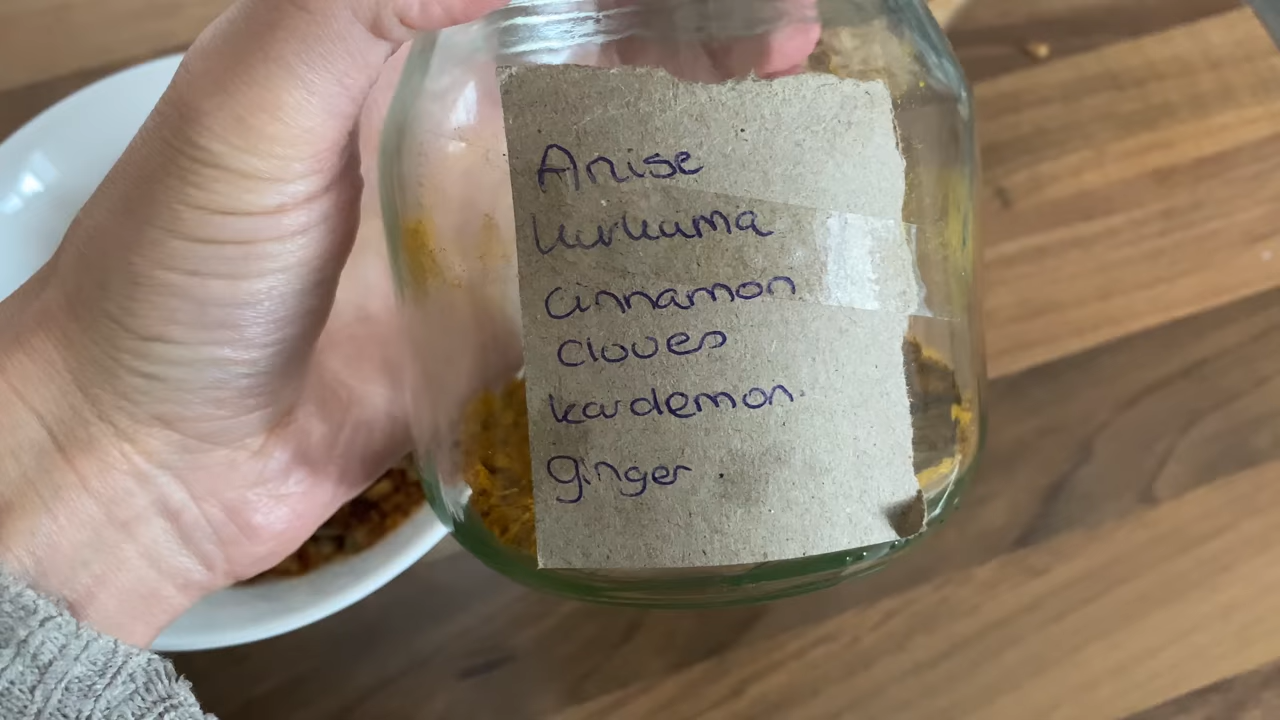 Anise
kurkuma
cinnamon
cloves
kardemon.
ginger.